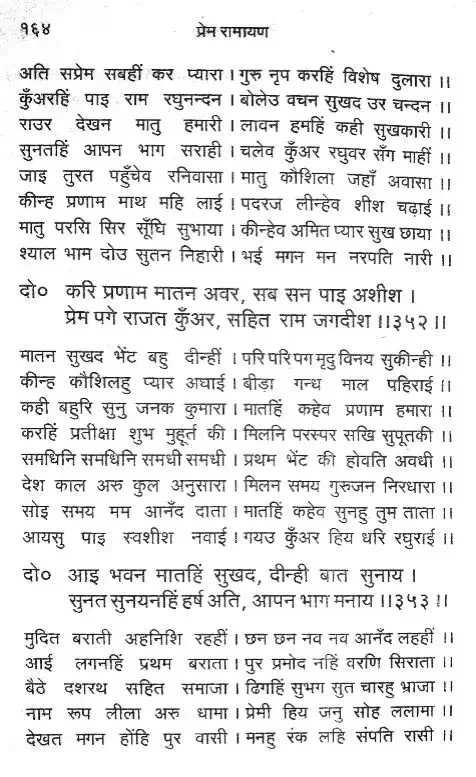 १६४ प्रेम रामायण
अति सप्रेम सबहीं कर प्यारा । गुरु नृप करहिं विशेष दुलारा ।।
कुँअरहिं पाइ राम रघुनन्दन । बोलेउ वचन सुखद उर चन्दन ।।
राउर देखन मातु हमारी । लावन हमहिं कही सुखकारी ।।
सुनतहिं आपन भाग सराही । चलेव कुँअर रघुवर सँग माहीं ।।
जाइ तुरत पहुँचेव रनिवासा । मातु कौशिला जहाँ अवासा ।।
कीन्ह प्रणाम माथ महि लाई । पदरज लीन्हेव शीश चढ़ाई ।
मातु परसि सिर सूँघि सुभाया । कीन्हेव अमित प्यार सुख छाया ।।
श्याल भाम दोउ सुतन निहारी । भई मगन मन नरपति नारी ।।
दो० करि प्रणाम मातन अवर, सब सन पाइ अशीश ।
प्रेम पगे राजत कुँअर, सहित राम जगदीश ।।३५२।।
मातन सुखद भेंट बहु दीन्हीं । परि परि पग मृदु विनय सुकीन्ही ।।
कीन्ह कौशिलहु प्यार अघाई । बीड़ा गन्ध माल पहिराई ।।
कही बहुरि सुनु जनक कुमारा । मातहिं कहेव प्रणाम हमारा ।।
करहिं प्रतीक्षा शुभ मुहूर्त की । मिलनि परस्पर सखि सुपूतकी ।।
समधिनि समधिनि समधी समधी । प्रथम भेंट की होवति अवधी ।।
देश काल अरु कुल अनुसारा । मिलन समय गुरुजन निरधारा ।।
सोइ समय मम आनँद दाता । मातहिं कहेव सुनहु तुम ताता ।।
आयसु पाइ स्वशीश नवाई । गयउ कुँअर हिय धरि रघुराई ।।
दो० आइ भवन मातहिं सुखद, दीन्ही बात सुनाय ।
सुनत सुनयनहिं हर्ष अति, आपन भाग मनाय ।।३५३।।
मुदित बराती अहनिशि रहहीं । छन छन नव नव आनँद लहहीं ।।
आई लगनहिं प्रथम बराता । पुर प्रमोद नहिं वरणि सिराता ।।
बैठे दशरथ सहित समाजा । ढिगहिं सुभग सुत चारहु भ्राजा ।।
नाम रूप लीला अरु धामा । प्रेमी हिय जनु सोह ललामा ।।
देखत मगन होंहि पुर वासी । मनहु रंक लहि संपति रासी ।।